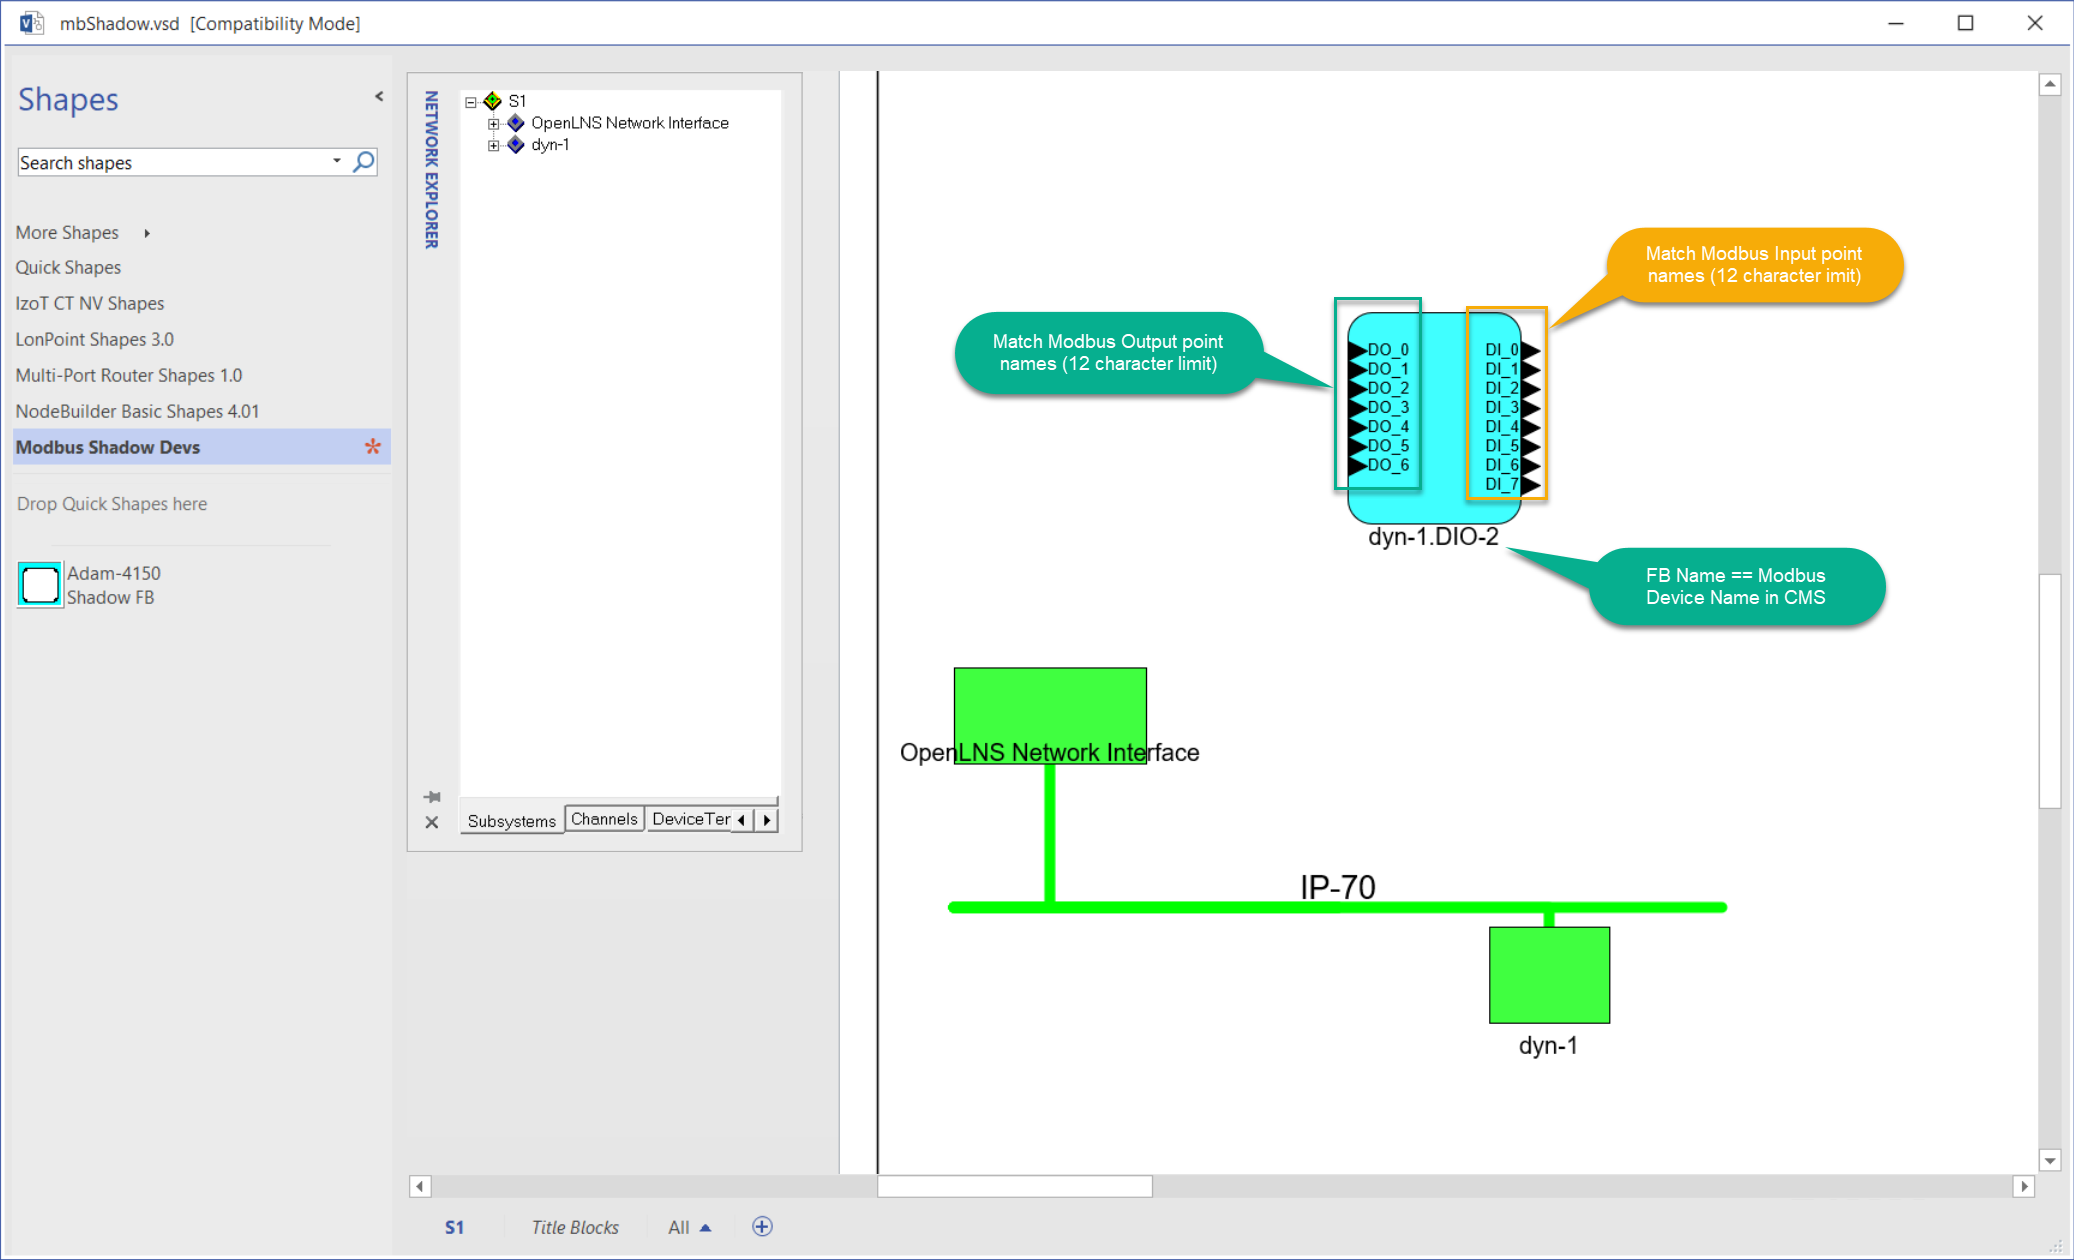 mbShadow.vsd  [Compatibility Mode]
Shapes
Search shapes
More Shapes
Quick Shapes
IzoT CT NV Shapes
LonPoint Shapes 3.0
Multi-Port Router Shapes 1.0
NodeBuilder Basic Shapes 4.01
Modbus Shadow Devs
Drop Quick Shapes here
Adam-4150
Shadow FB
NETWORK EXPLORER
S1
OpenLNS Network Interface
dyn-1
Subsystems
Channels
DeviceTer
Match Modbus Input point
names (12 character imit)
Match Modbus Output point
names (12 character limit)
DO_0
DO_1
DO_2
DO_3
DO_4
DO_5
DO_6
DI_0
DI_1
DI_2
DI_3
DI_4
DI_5
DI_6
DI_7
dyn-1.DIO-2
FB Name == Modbus
Device Name in CMS
OpenLNS Network Interface
IP-70
dyn-1
S1
Title Blocks
All